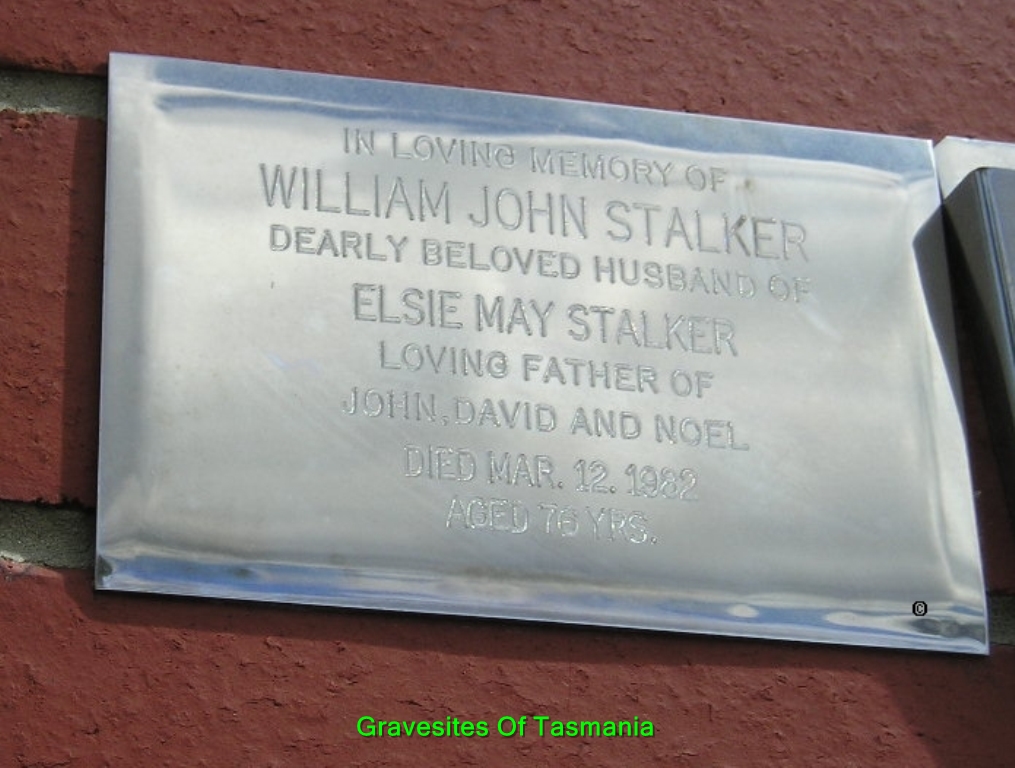 IN LOVING MEMORY OF
WILLIAM JOHN STALKER
DEARLY BELOVED HUSBAND OF
ELSIE MAY STALKER
LOVING FATHER OF
JOHN, DAVID AND NOEL
DIED MAR. 12. 1982
AGED 76 YRS.
©
Gravesites Of Tasmania